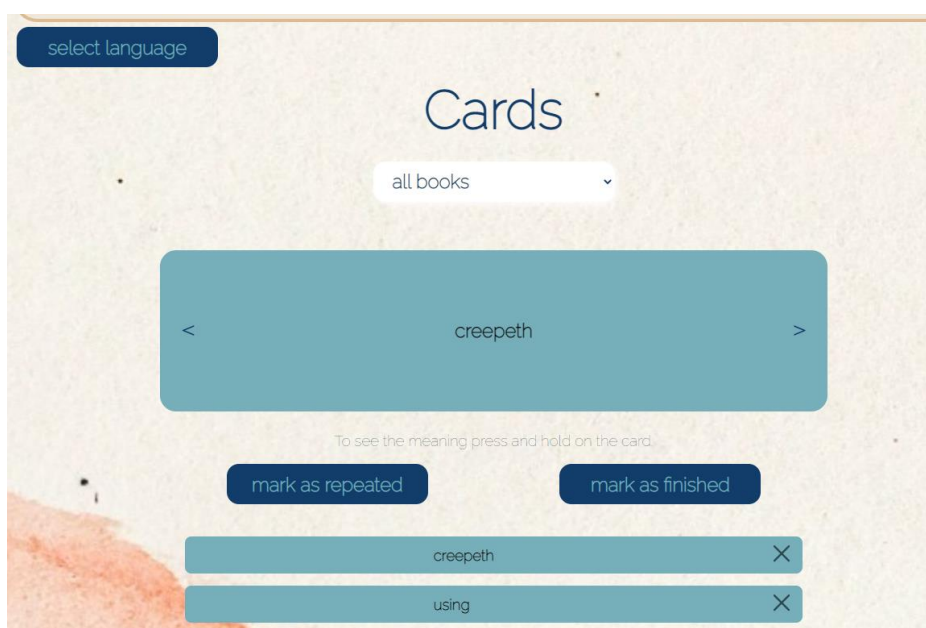 select language
Cards
all books
< creepeth >
To see the meaning press and hold on the card.
mark as repeated mark as finished
creepeth
using